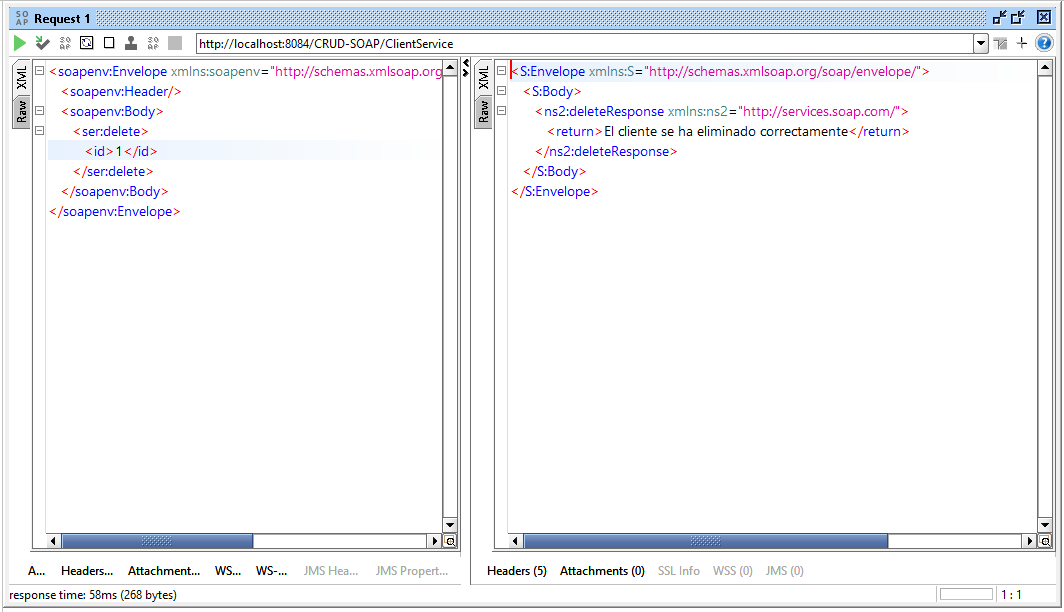 SO AP Request 1
SO AP SO AP http://localhost:8084/CRUD-SOAP/ClientService
XML
Raw
<soapenv:Envelope xmlns:soapenv="http://schemas.xmlsoap.org
<soapenv:Header/>
<soapenv:Body>
<ser:delete>
<id>1</id>
</ser:delete>
</soapenv:Body>
</soapenv:Envelope>
XML
Raw
<S:Envelope xmlns:S="http://schemas.xmlsoap.org/soap/envelope/">
<S:Body>
<ns2:deleteResponse xmlns:ns2="http://services.soap.com/">
<return>El cliente se ha eliminado correctamente</return>
</ns2:deleteResponse>
</S:Body>
</S:Envelope>
A... Headers... Attachment... WS... WS-... JMS Hea... JMS Propert...
Headers (5) Attachments (0) SSL Info WSS (0) JMS (0)
response time: 58ms (268 bytes)
1 : 1